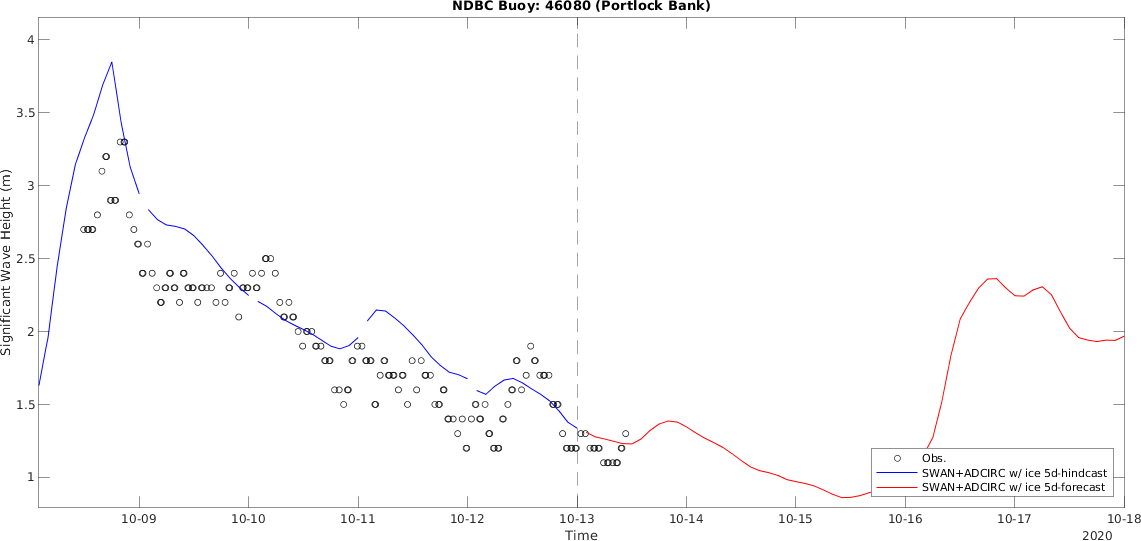 NDBC Buoy: 46080 (Portlock Bank)
4
3.5
3
2.5
2
1.5
1
Significant Wave Height (m)
Obs.
SWAN+ADCIRC w/ ice 5d-hindcast
SWAN+ADCIRC w/ ice 5d-forecast
10-09 10-10 10-11 10-12 10-13 10-14 10-15 10-16 10-17 10-18
Time
2020